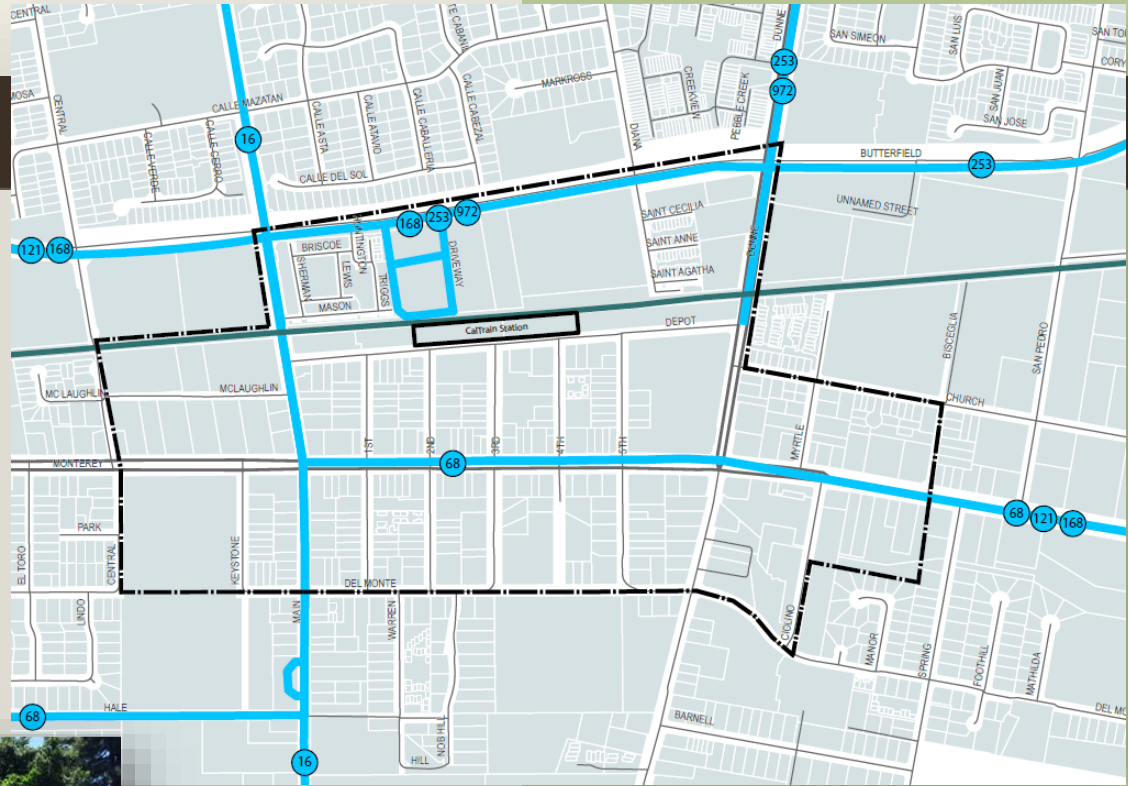 CENTRAL
DUNNE
SAN SIMEON
SAN LUIS
CALLE CABEZAL
MARKROSS
253
CORY
CREEKVIEW
PEBBLE CREEK
972
SAN JUAN
CENTRAL
CALLE MAZATAN
CALLE ASTA
CALLE ATAVIO
CALLE CABALLERIA
DIANA
SAN JOSE
16
CALLE VERDE
CALLE CERRO
CALLE DEL SOL
BUTTERFIELD
253
121 168
168 253 972
SAINT CECILIA
UNNAMED STREET
BRISCOE
HUNTINGTON
DRIVEWAY
SAINT ANNE
DUNNE
SHERMAN
LEWIS
TRIGGS
SAINT AGATHA
MASON
CalTrain Station
DEPOT
BISCEGLIA
SAN PEDRO
MC LAUGHLIN
MCLAUGHLIN
CHURCH
1ST
2ND
3RD
4TH
5TH
MYRTLE
MONTEREY
68
68 121 168
PARK
EL TORO
CENTRAL
KEYSTONE
DEL MONTE
LINDO
MAIN
WARREN
CIOLINO
MANOR
SPRING
FOOTHILL
MATHILDA
HALE
68
NOB HILL
BARNELL
DEL MO
HILL
16